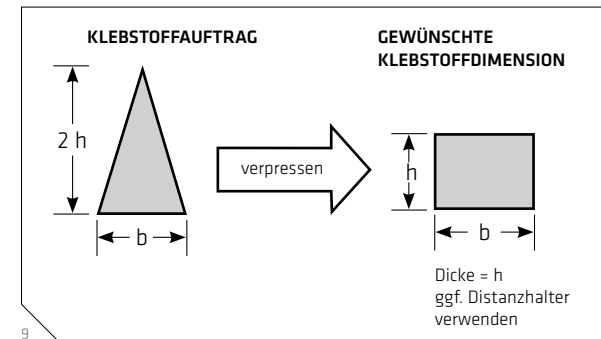 KLEBSTOFFAUFTRAG
GEWÜNSCHTE
KLEBSTOFFDIMENSION
2 h
b
verpressen
h
b
Dicke = h
ggf. Distanzhalter
verwenden
9